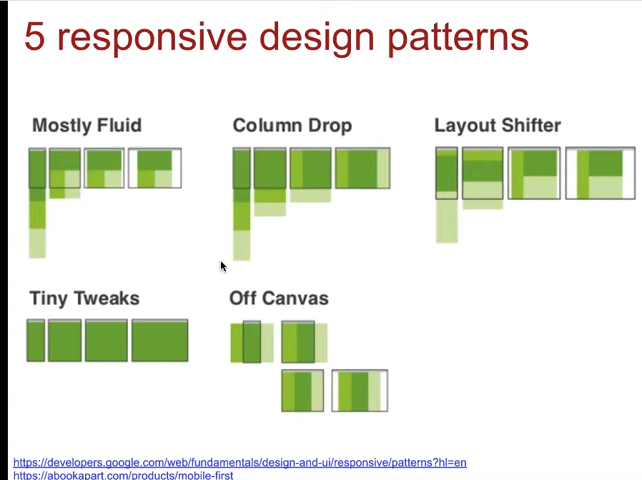 5 responsive design patterns
Mostly Fluid
Column Drop
Layout Shifter
Tiny Tweaks
Off Canvas
https://developers.google.com/web/fundamentals/design-and-ui/responsive/patterns?hl=en
https://abookapart.com/products/mobile-first